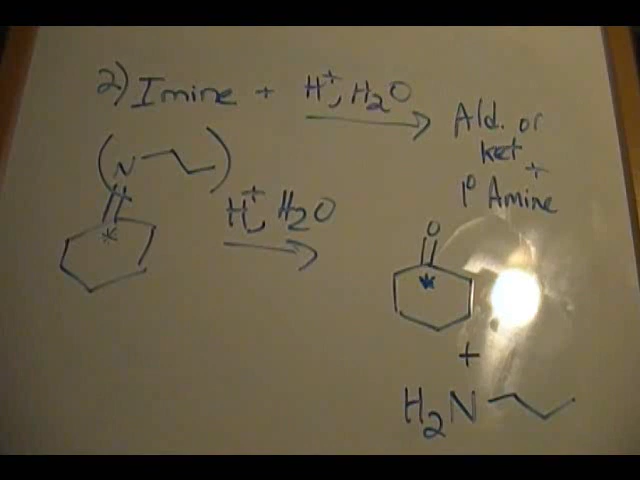 2) Imine + H⁺, H₂O
Ald. or
ket
+
1° Amine
N
H⁺, H₂O
*
O
*
+
H₂N